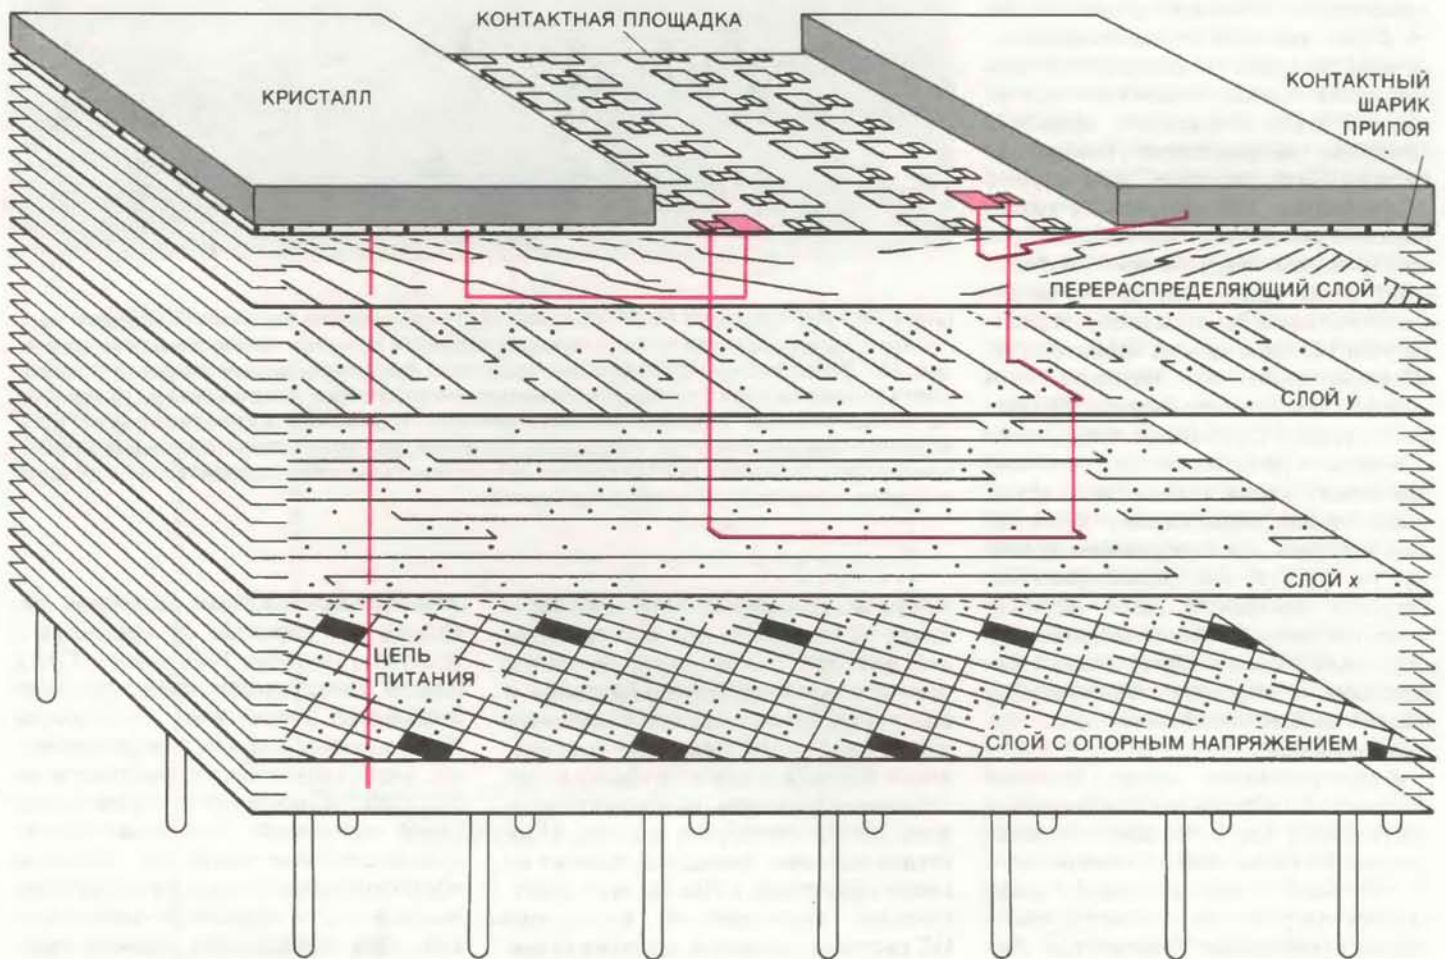 КОНТАКТНАЯ ПЛОЩАДКА
КРИСТАЛЛ
КОНТАКТНЫЙ
ШАРИК
ПРИПОЯ
ПЕРЕРАСПРЕДЕЛЯЮЩИЙ СЛОЙ
СЛОЙ y
СЛОЙ x
ЦЕПЬ
ПИТАНИЯ
СЛОЙ С ОПОРНЫМ НАПРЯЖЕНИЕМ